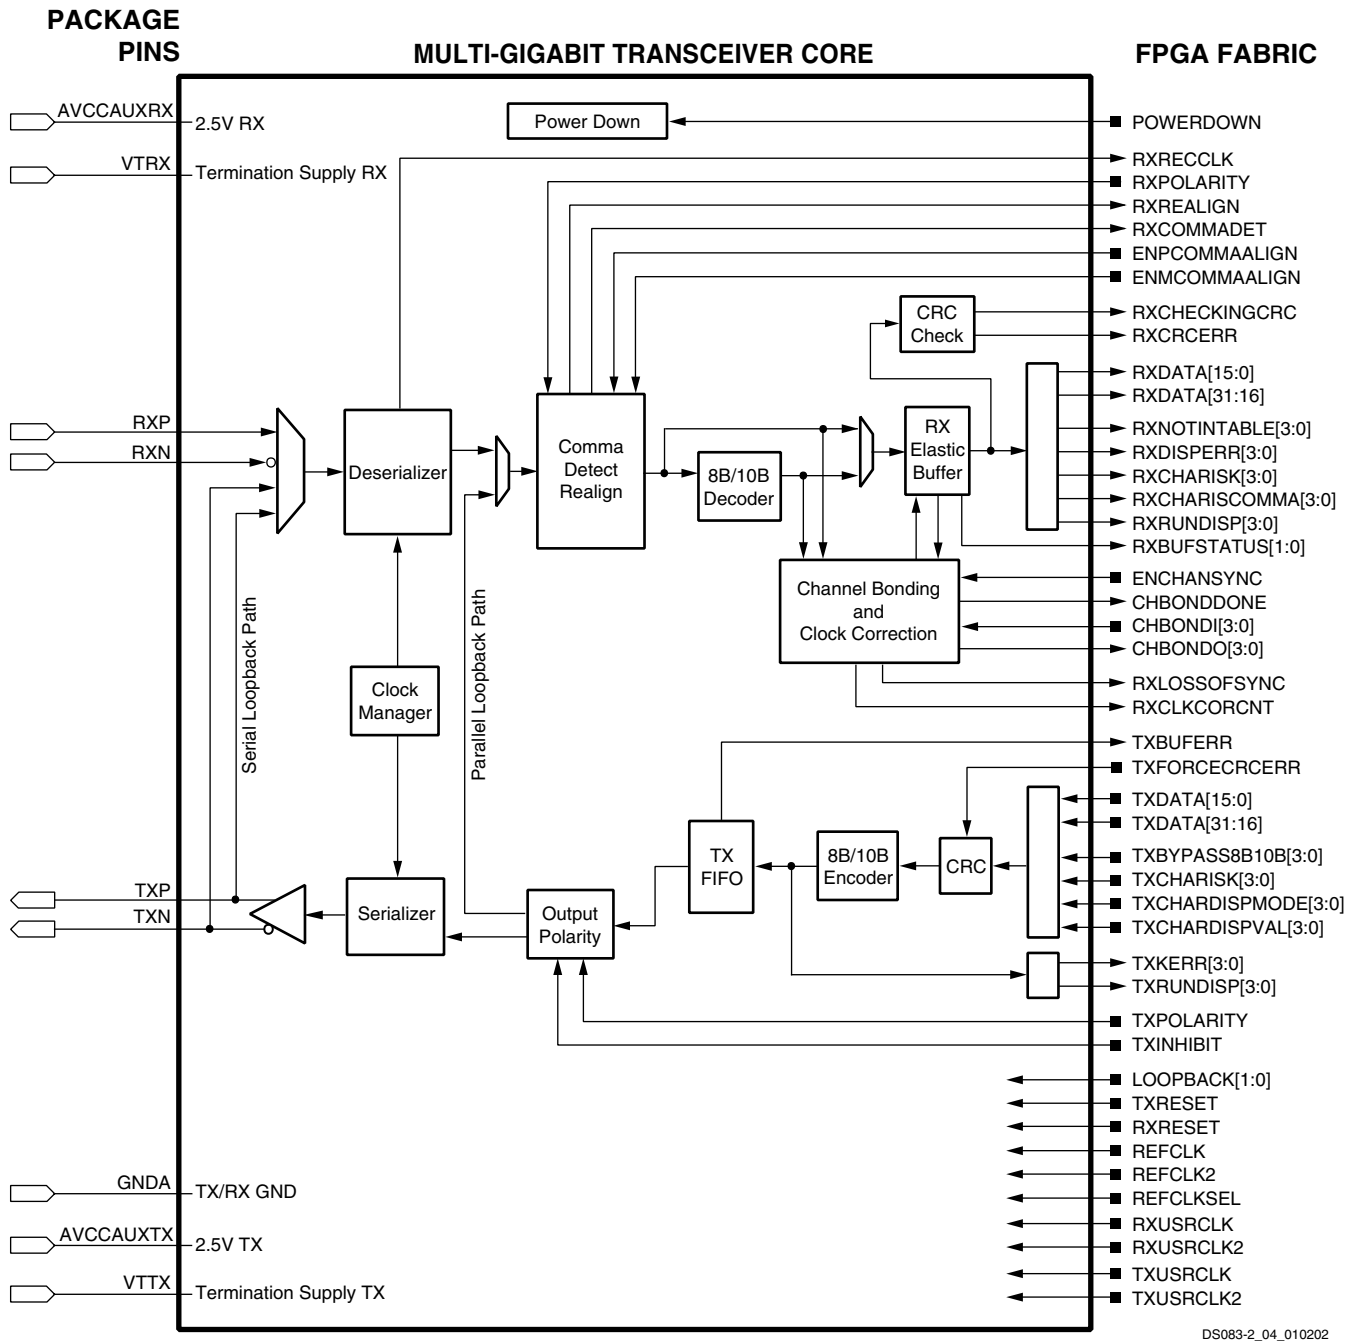 PACKAGE
PINS
MULTI-GIGABIT TRANSCEIVER CORE
FPGA FABRIC
AVCCAUXRX
2.5V RX
VTRX
Termination Supply RX
Power Down
POWERDOWN
RXRECCLK
RXPOLARITY
RXREALIGN
RXCOMMADET
ENPCOMMAALIGN
ENMCOMMAALIGN
CRC
Check
RXCHECKINGCRC
RXCRCERR
RXDATA[15:0]
RXDATA[31:16]
RXNOTINTABLE[3:0]
RXDISPERR[3:0]
RXCHARISK[3:0]
RXCHARISCOMMA[3:0]
RXRUNDISP[3:0]
RXBUFSTATUS[1:0]
RXP
RXN
Deserializer
Comma
Detect
Realign
8B/10B
Decoder
RX
Elastic
Buffer
Channel Bonding
and
Clock Correction
ENCHANSYNC
CHBONDDONE
CHBONDI[3:0]
CHBONDO[3:0]
RXLOSSOFSYNC
RXCLKCORCNT
Serial Loopback Path
Clock
Manager
Parallel Loopback Path
TXBUFERR
TXFORCECRCERR
TXDATA[15:0]
TXDATA[31:16]
TXBYPASS8B10B[3:0]
TXCHARISK[3:0]
TXCHARDISPMODE[3:0]
TXCHARDISPVAL[3:0]
TXKERR[3:0]
TXRUNDISP[3:0]
TXPOLARITY
TXINHIBIT
TXP
TXN
Serializer
Output
Polarity
TX
FIFO
8B/10B
Encoder
CRC
LOOPBACK[1:0]
TXRESET
RXRESET
REFCLK
REFCLK2
REFCLKSEL
RXUSRCLK
RXUSRCLK2
TXUSRCLK
TXUSRCLK2
GNDA
TX/RX GND
AVCCAUXTX
2.5V TX
VTTX
Termination Supply TX
DS083-2_04_010202